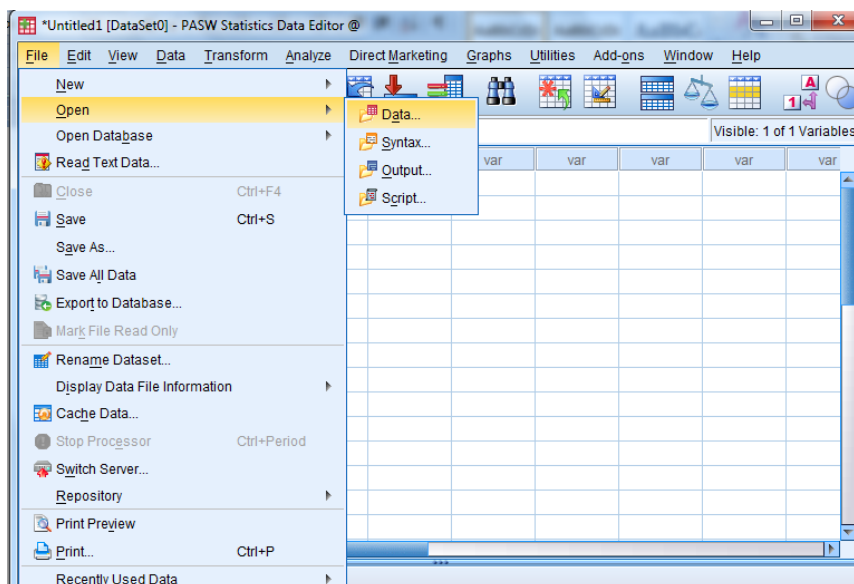 *Untitled1 [DataSet0] - PASW Statistics Data Editor @
File Edit View Data Transform Analyze Direct Marketing Graphs Utilities Add-ons Window Help
New
Open
Open Database
Read Text Data...
Close Ctrl+F4
Save Ctrl+S
Save As...
Save All Data
Export to Database...
Mark File Read Only
Rename Dataset...
Display Data File Information
Cache Data...
Stop Processor Ctrl+Period
Switch Server...
Repository
Print Preview
Print... Ctrl+P
Recently Used Data
Data...
Syntax...
Output...
Script...
A
1
Visible: 1 of 1 Variables
var var var var var